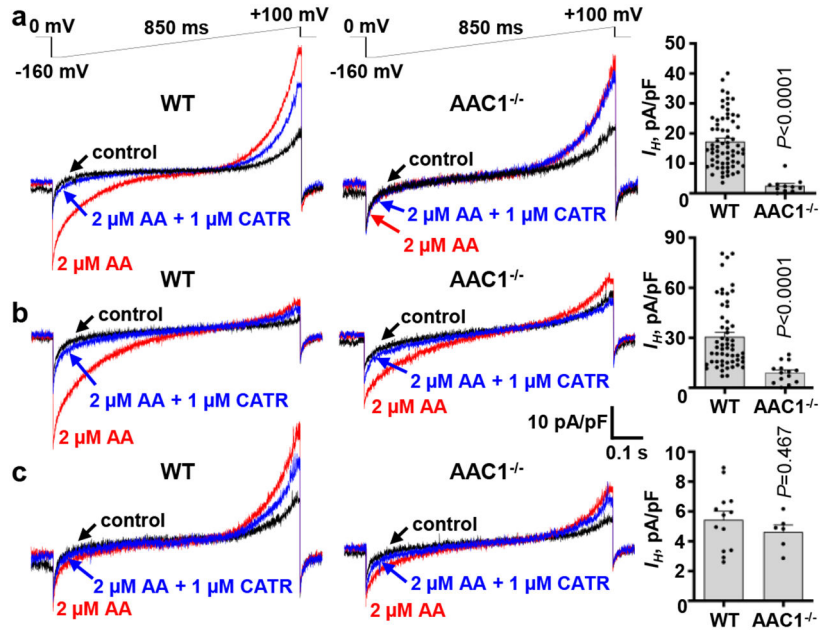 a
0 mV
850 ms
+100 mV
-160 mV
WT
control
2 µM AA + 1 µM CATR
2 µM AA
0 mV
850 ms
+100 mV
-160 mV
AAC1-/-
control
2 µM AA + 1 µM CATR
2 µM AA
50
40
30
20
10
0
IH, pA/pF
P<0.0001
WT AAC1-/-
b
WT
control
2 µM AA + 1 µM CATR
2 µM AA
AAC1-/-
control
2 µM AA + 1 µM CATR
2 µM AA
10 pA/pF
0.1 s
90
60
30
0
IH, pA/pF
P<0.0001
WT AAC1-/-
c
WT
control
2 µM AA + 1 µM CATR
2 µM AA
AAC1-/-
control
2 µM AA + 1 µM CATR
2 µM AA
10
8
6
4
2
0
IH, pA/pF
P=0.467
WT AAC1-/-